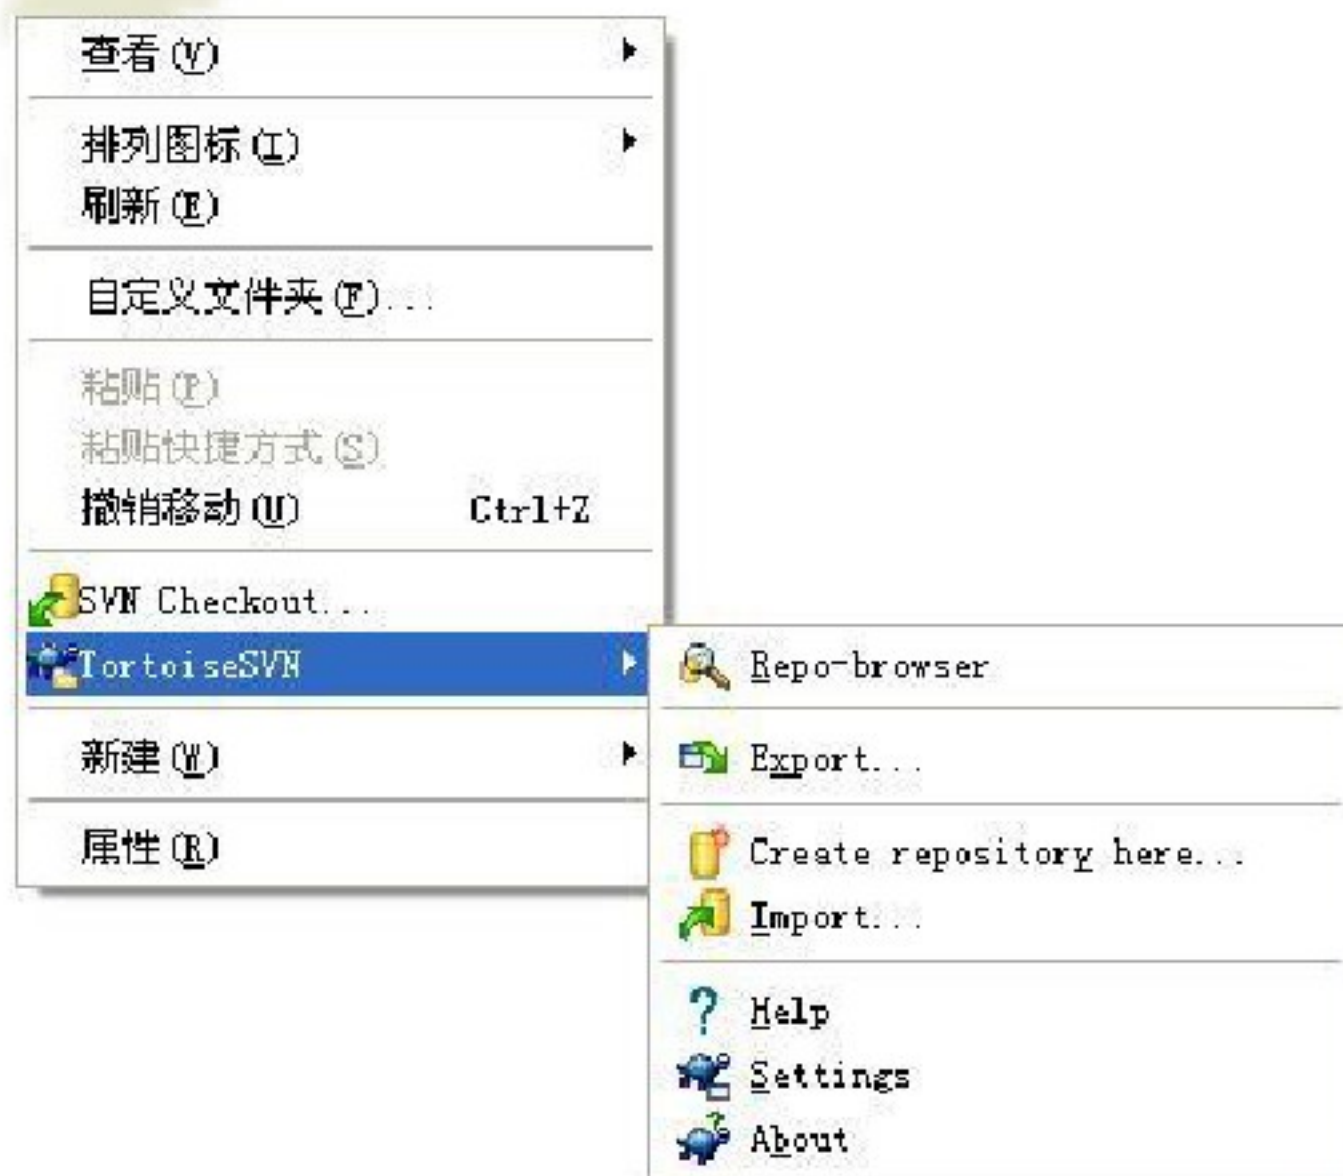 查看(V)
排列图标(I)
刷新(E)
自定义文件夹(F)...
粘贴(P)
粘贴快捷方式(S)
撤销移动(U) Ctrl+Z
SVN Checkout...
TortoiseSVN
新建(W)
属性(R)
Repo-browser
Export...
Create repository here...
Import...
Help
Settings
About